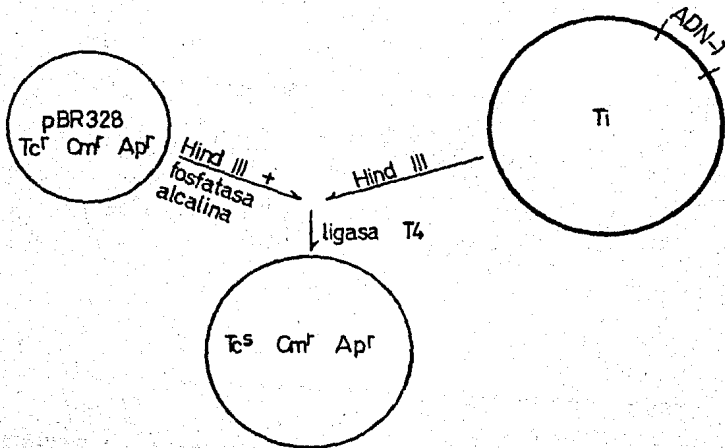 ADN-T
pBR328
Tcʳ Cmʳ Apʳ
Ti
Hind III +
fosfatasa
alcalina
Hind III
ligasa T4
Tcˢ Cmʳ Apʳ